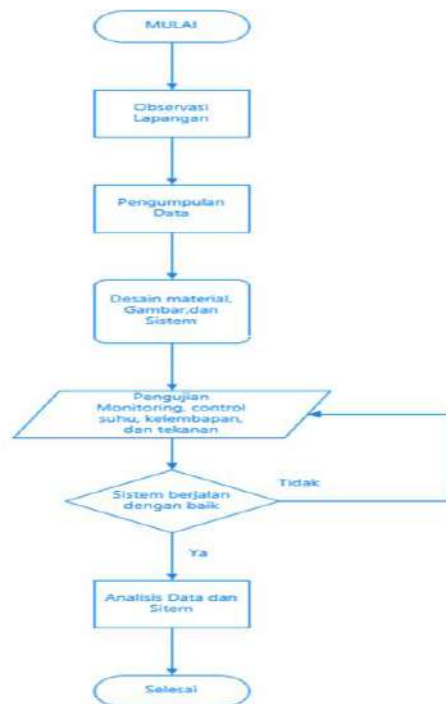 MULAI
Observasi
Lapangan
Pengumpulan
Data
Desain material,
Gambar,dan
Sistem
Pengujian
Monitoring, control
suhu, kelembapan,
dan tekanan
Sistem berjalan
dengan baik
Tidak
Ya
Analisis Data dan
Sitem
Selesai